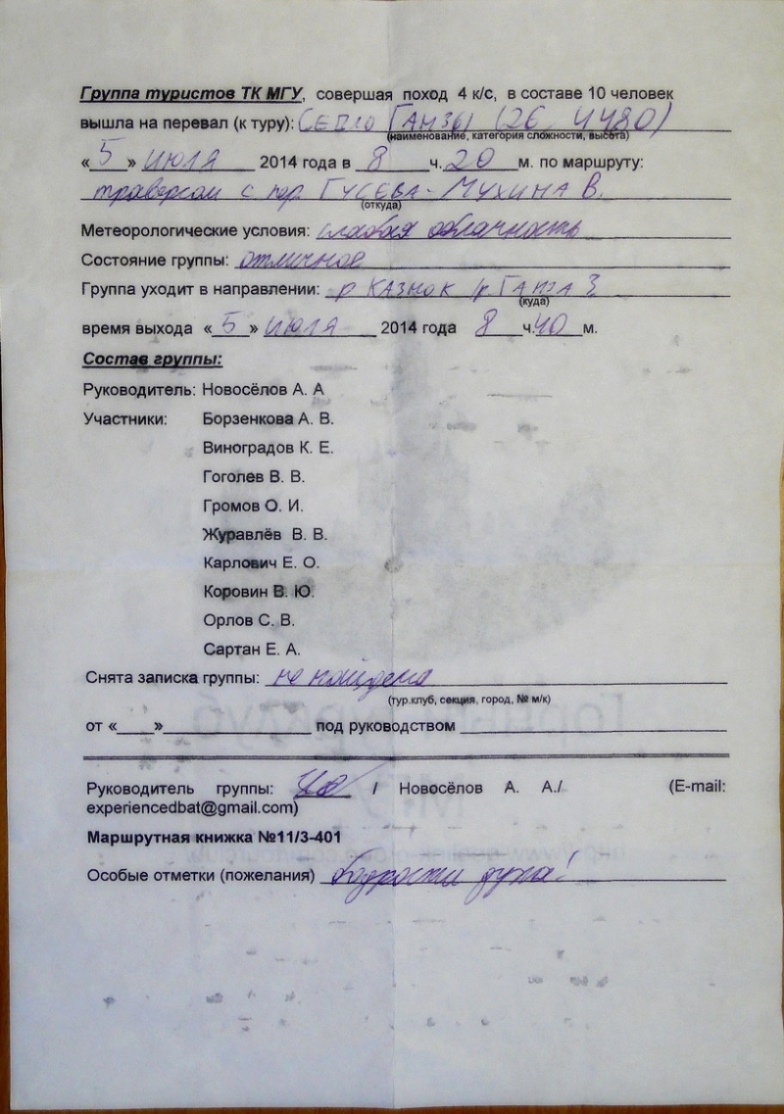 Группа туристов ТК МГУ, совершая поход 4 к/с, в составе 10 человек
вышла на перевал (к туру): Седло Гамзы (2Б, 4480)
(наименование, категория сложности, высота)
«5» июля 2014 года в 8 ч. 20 м. по маршруту:
траверсом с пер. Гусева-Мухина В.
(откуда)
Метеорологические условия: слабая облачность
Состояние группы: отличное
Группа уходит в направлении: р Казнок
(куда)
время выхода «5» июля 2014 года 8 ч. 40 м.
Состав группы:
Руководитель: Новосёлов А. А
Участники: Борзенкова А. В.
Виноградов К. Е.
Гоголев В. В.
Громов О. И.
Журавлёв В. В.
Карлович Е. О.
Коровин В. Ю.
Орлов С. В.
Сартан Е. А.
Снята записка группы: не найдена
(тур.клуб, секция, город, № м/к)
от «____»________________ под руководством ____________________
Руководитель группы: / Новосёлов А. А./ (E-mail:
experiencedbat@gmail.com)
Маршрутная книжка №11/3-401
Особые отметки (пожелания) бодрости духа!